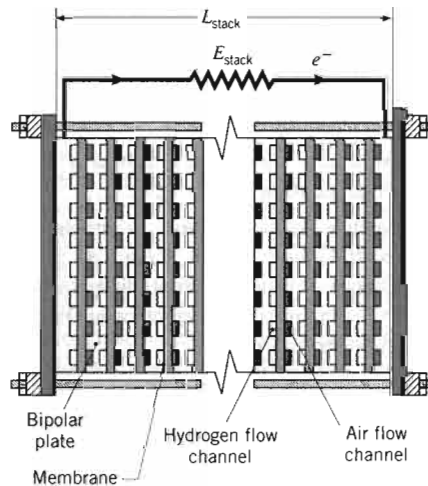 L_stack
E_stack
e⁻
Bipolar
plate
Membrane
Hydrogen flow
channel
Air flow
channel